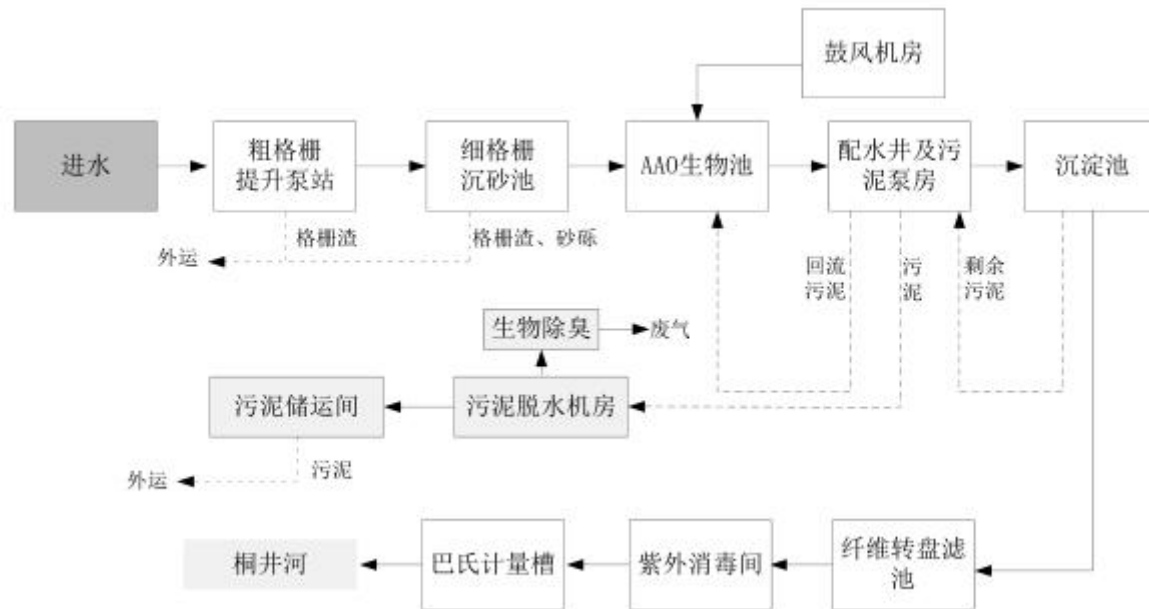 鼓风机房
进水
粗格栅
提升泵站
细格栅
沉砂池
AAO生物池
配水井及污
泥泵房
沉淀池
格栅渣
格栅渣、砂砾
外运
回流
污泥
污
泥
剩余
污泥
生物除臭
废气
污泥储运间
污泥脱水机房
外运
污泥
桐井河
巴氏计量槽
紫外消毒间
纤维转盘滤
池